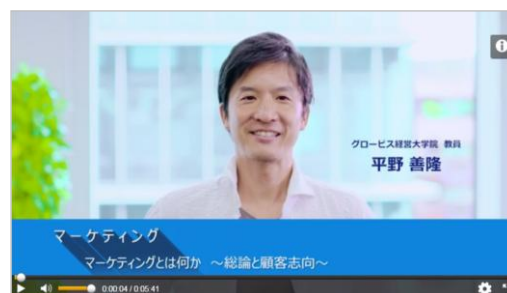 グロービス経営大学院 教員
平野 善隆
マーケティング
マーケティングとは何か ～総論と顧客志向～
0:00:04 / 0:05:41